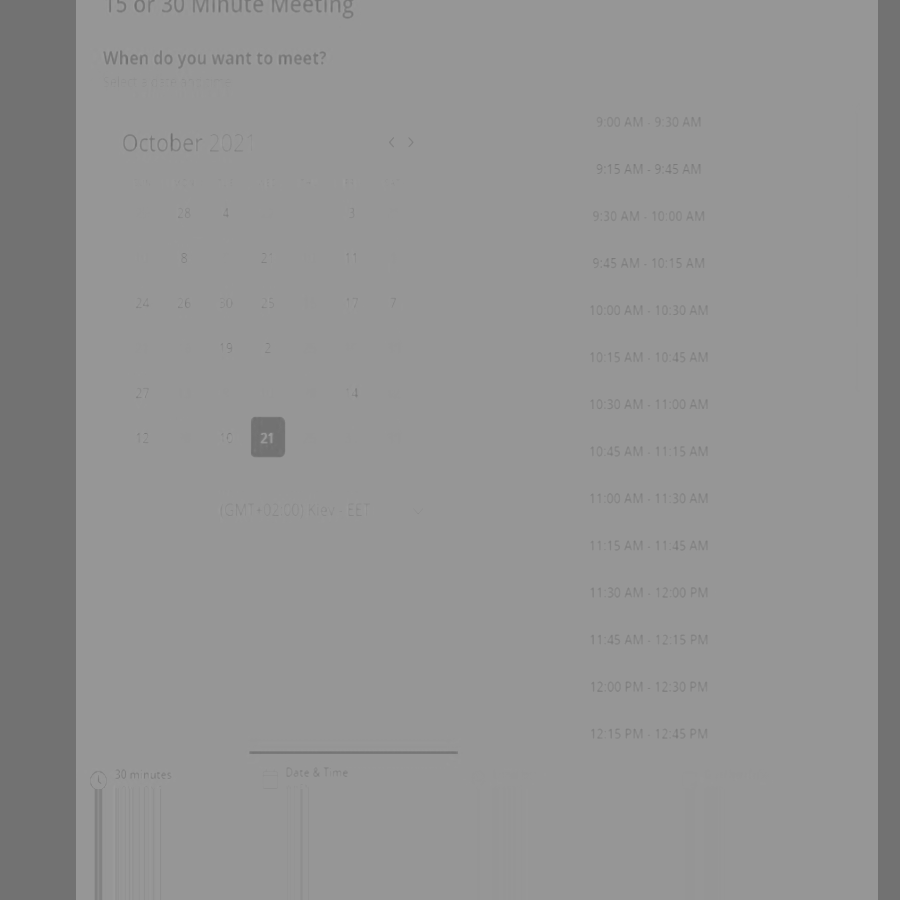 15 or 30 Minute Meeting
When do you want to meet?
October 2021
28 4 3
8 21 11
24 26 30 25 17 7
19 2
27 14
12 21
(GMT+02:00) Kiev - EET
9:00 AM - 9:30 AM
9:15 AM - 9:45 AM
9:30 AM - 10:00 AM
9:45 AM - 10:15 AM
10:00 AM - 10:30 AM
10:15 AM - 10:45 AM
10:30 AM - 11:00 AM
10:45 AM - 11:15 AM
11:00 AM - 11:30 AM
11:15 AM - 11:45 AM
11:30 AM - 12:00 PM
11:45 AM - 12:15 PM
12:00 PM - 12:30 PM
12:15 PM - 12:45 PM
30 minutes
Date & Time